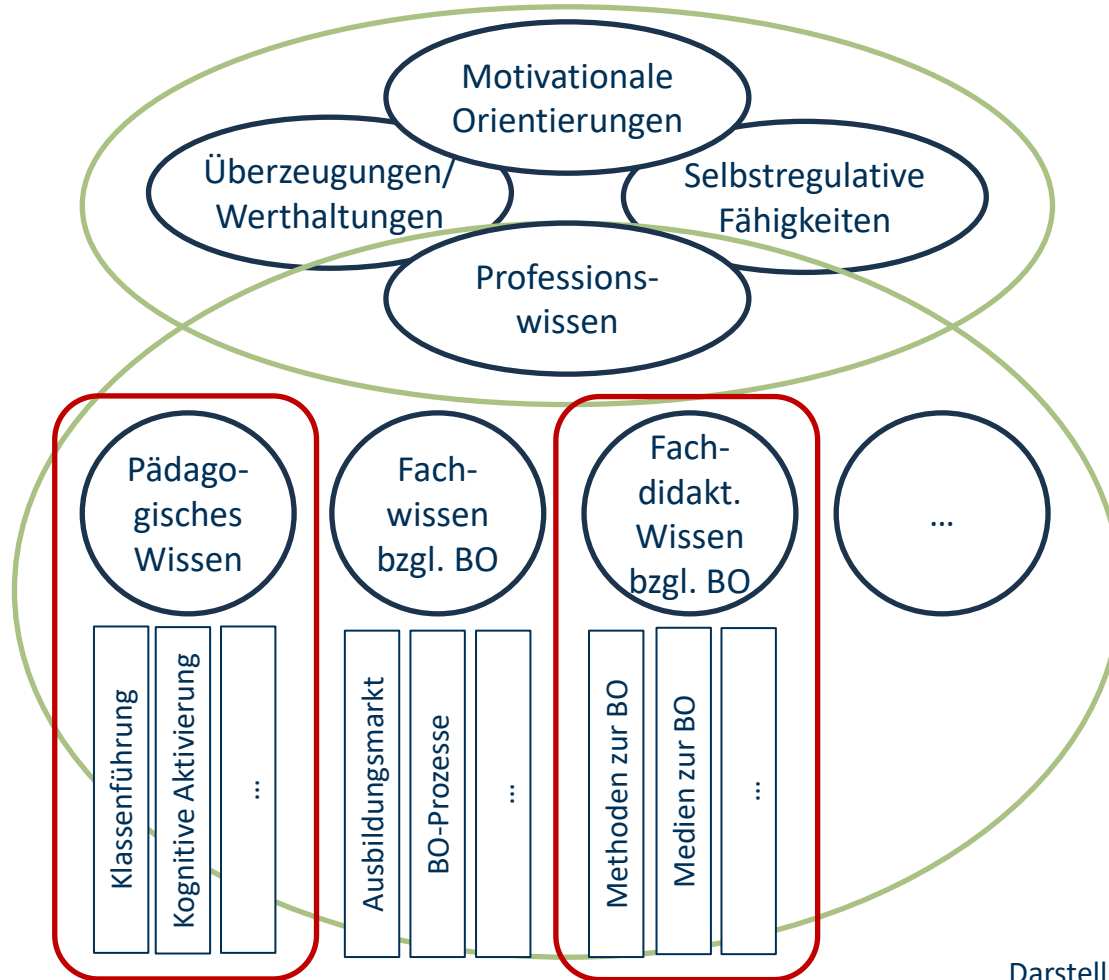 Motivationale
Orientierungen
Überzeugungen/
Werthaltungen
Selbstregulative
Fähigkeiten
Professions-
wissen
Pädago-
gisches
Wissen
Fach-
wissen
bzgl. BO
Fach-
didakt.
Wissen
bzgl. BO
...
Klassenführung
Kognitive Aktivierung
...
Ausbildungsmarkt
BO-Prozesse
...
Methoden zur BO
Medien zur BO
...
Darstell